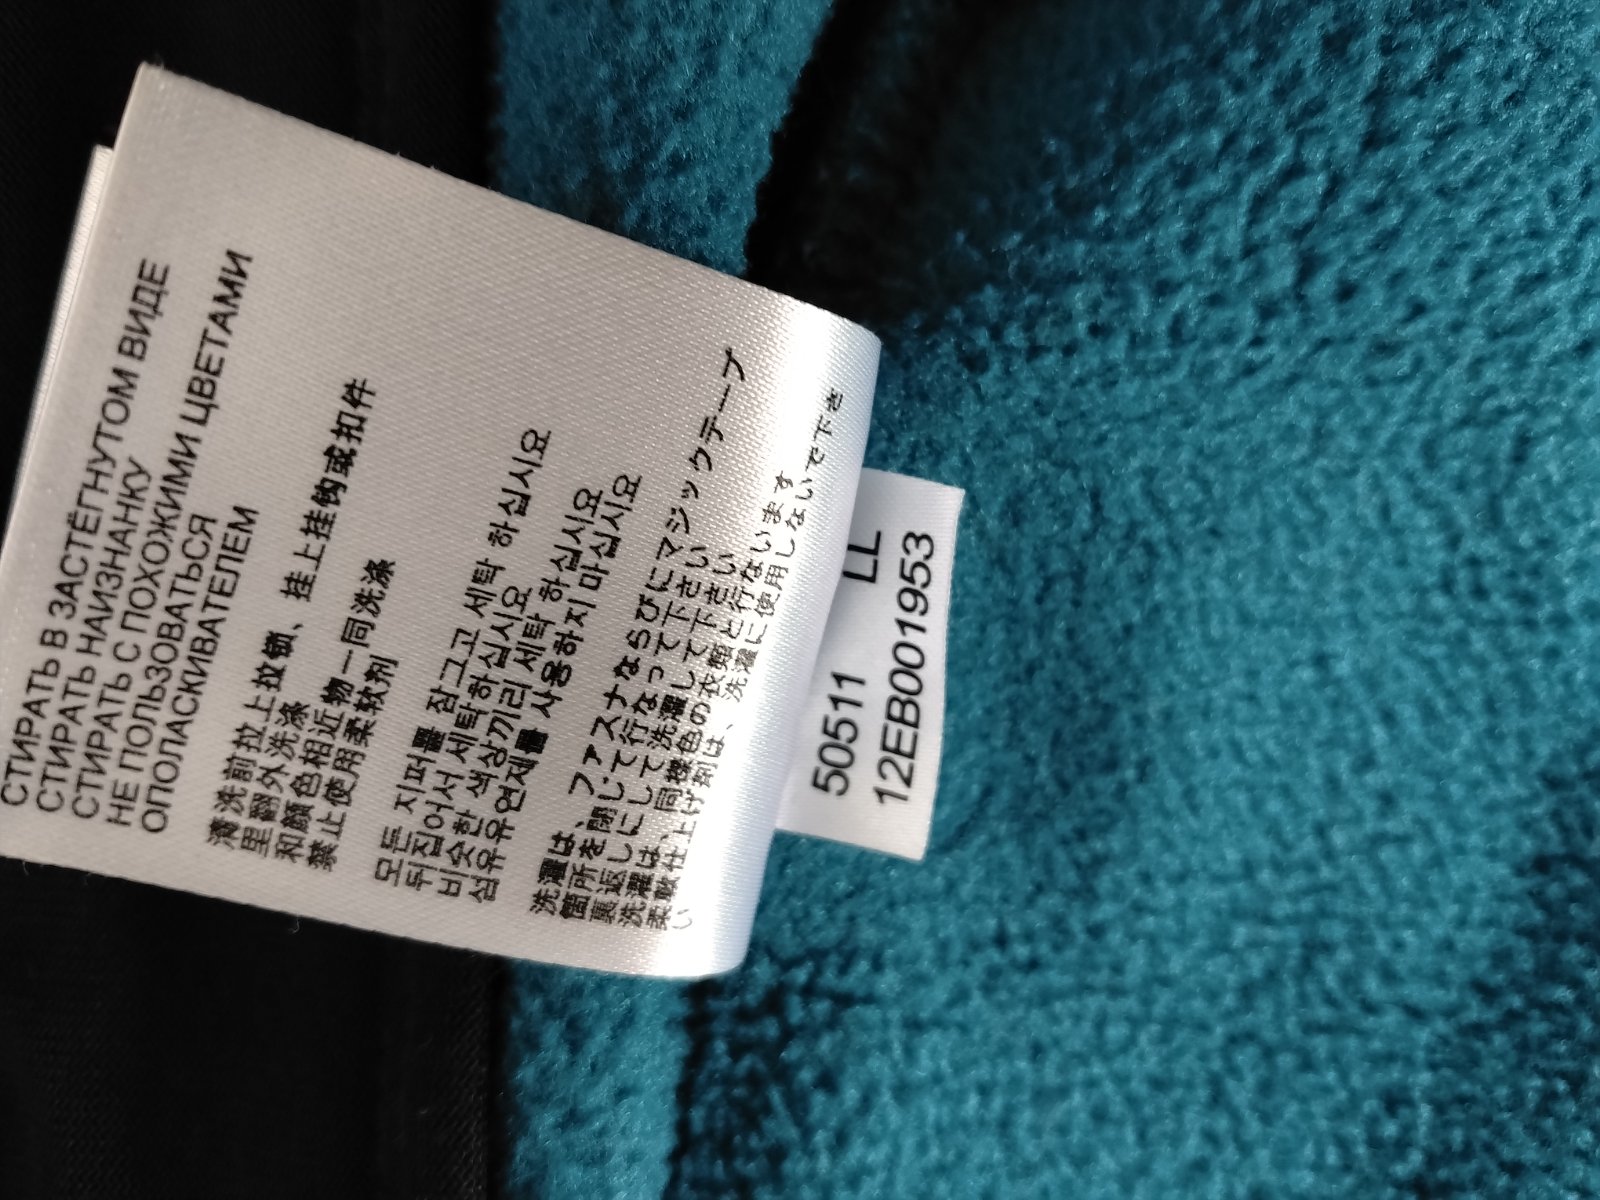 СТИРАТЬ В ЗАСТЁГНУТОМ ВИДЕ
СТИРАТЬ НАИЗНАНКУ
СТИРАТЬ С ПОХОЖИМИ ЦВЕТАМИ
НЕ ПОЛЬЗОВАТЬСЯ
ОПОЛАСКИВАТЕЛЕМ
洗前拉上拉锁、挂上挂钩或扣件
里翻外洗涤
和颜色相近物一同洗涤
禁止使用柔软剂
모든 지퍼를 잠그고 세탁 하십시요
뒤집어서 세탁하십시요
비슷한 색상끼리 세탁 하십시요
섬유유연제를 사용하지 마십시요
洗濯は、ファスナならびにマジックテープ
箇所を閉じて行なって下さい
裏返しにして洗濯して下さい
洗濯は、同様色の衣類と行ないます
柔軟仕上げ剤は、洗濯に使用しないで下さ
い
50511 LL
12EB001953